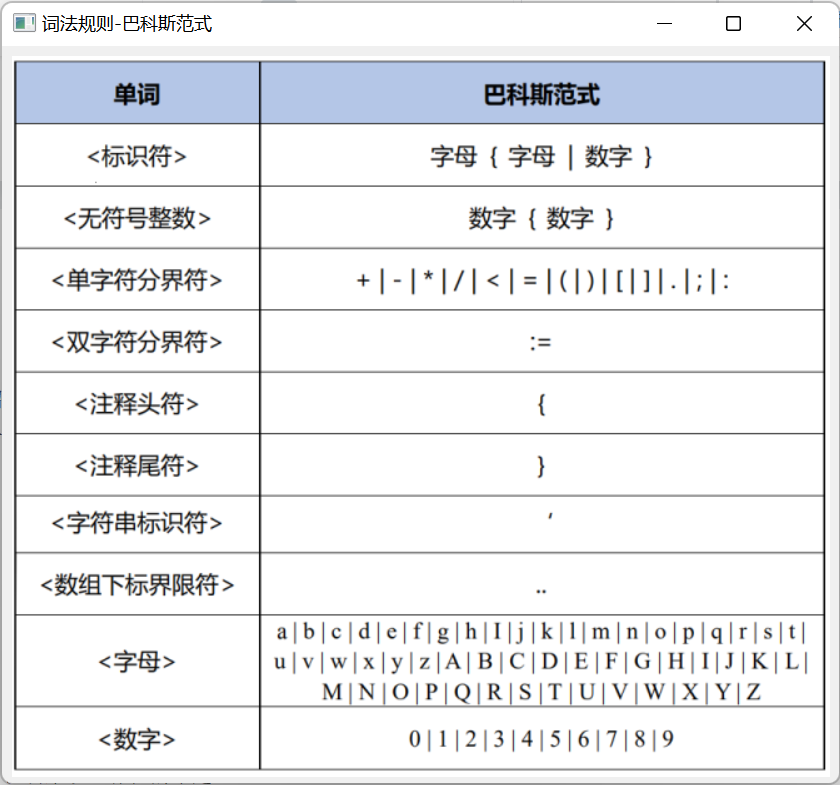 词法规则-巴科斯范式
单词 巴科斯范式
<标识符> 字母 { 字母 | 数字 }
<无符号整数> 数字 { 数字 }
<单字符分界符> + | - | * | / | < | = | ( | ) | [ | ] | . | ; | :
<双字符分界符> :=
<注释头符> {
<注释尾符> }
<字符串标识符> ′
<数组下标界限符> ..
<字母> a | b | c | d | e | f | g | h | I | j | k | l | m | n | o | p | q | r | s | t |
u | v | w | x | y | z | A | B | C | D | E | F | G | H | I | J | K | L |
M | N | O | P | Q | R | S | T | U | V | W | X | Y | Z
<数字> 0 | 1 | 2 | 3 | 4 | 5 | 6 | 7 | 8 | 9